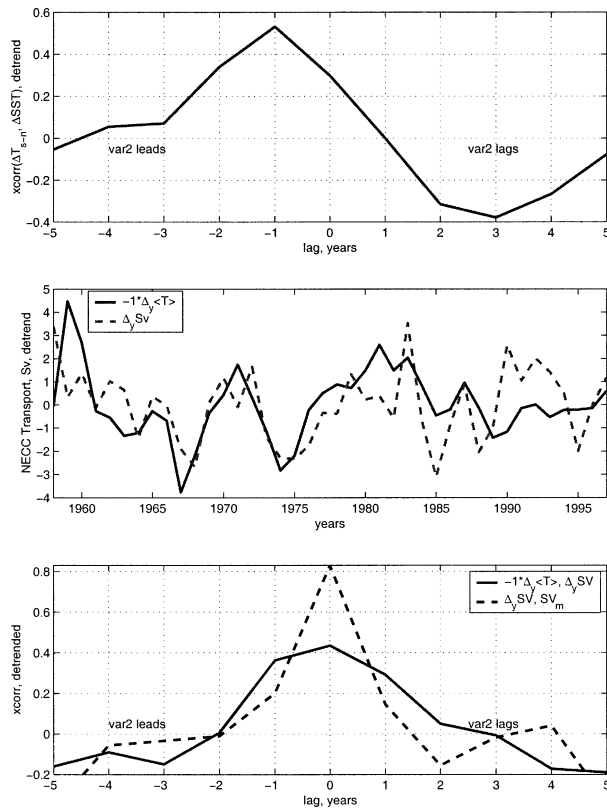 xcorr(ΔT_{s-n}, ΔSST), detrend
0.6
0.4
0.2
0
−0.2
−0.4
var2 leads
var2 lags
−5 −4 −3 −2 −1 0 1 2 3 4 5
lag, years
NECC Transport, Sv, detrend
5
4
3
2
1
0
−1
−2
−3
−4
−1*Δ_y<T>
Δ_ySv
1960 1965 1970 1975 1980 1985 1990 1995
years
xcorr, detrended
0.8
0.6
0.4
0.2
0
−0.2
−1*Δ_y<T>, Δ_ySV
Δ_ySV, SV_m
var2 leads
var2 lags
−5 −4 −3 −2 −1 0 1 2 3 4 5
lag, years